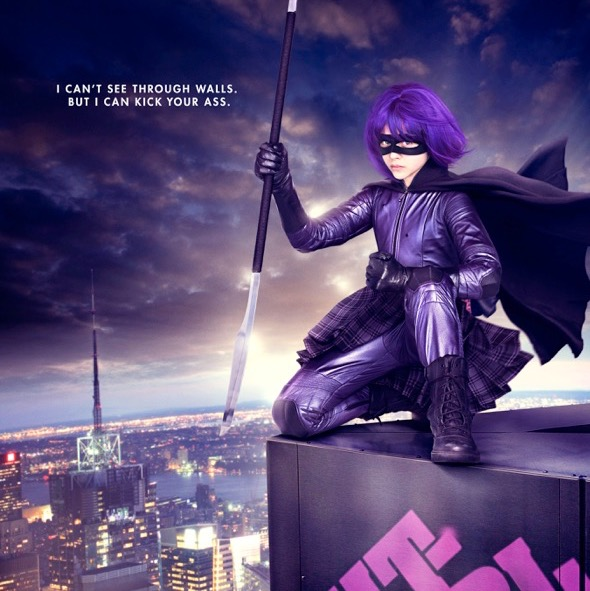 I CAN'T SEE THROUGH WALLS.
BUT I CAN KICK YOUR ASS.